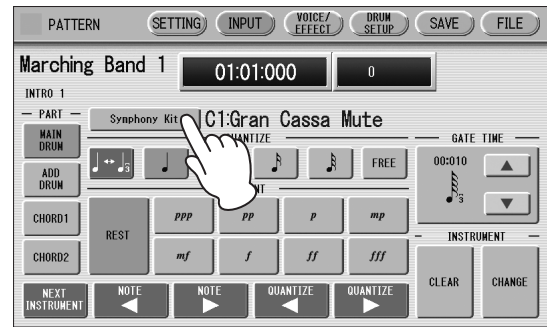 PATTERN SETTING INPUT VOICE/ EFFECT DRUM SETUP SAVE FILE
Marching Band 1 01:01:000 0
INTRO 1
PART
Symphony Kit C1:Gran Cassa Mute
MAIN DRUM
QUANTIZE
3
FREE
GATE TIME
00:010
3
ADD DRUM
CHORD1
REST
ppp pp p mp
INSTRUMENT
CHORD2
mf f ff fff
CLEAR CHANGE
NEXT INSTRUMENT
NOTE NOTE QUANTIZE QUANTIZE